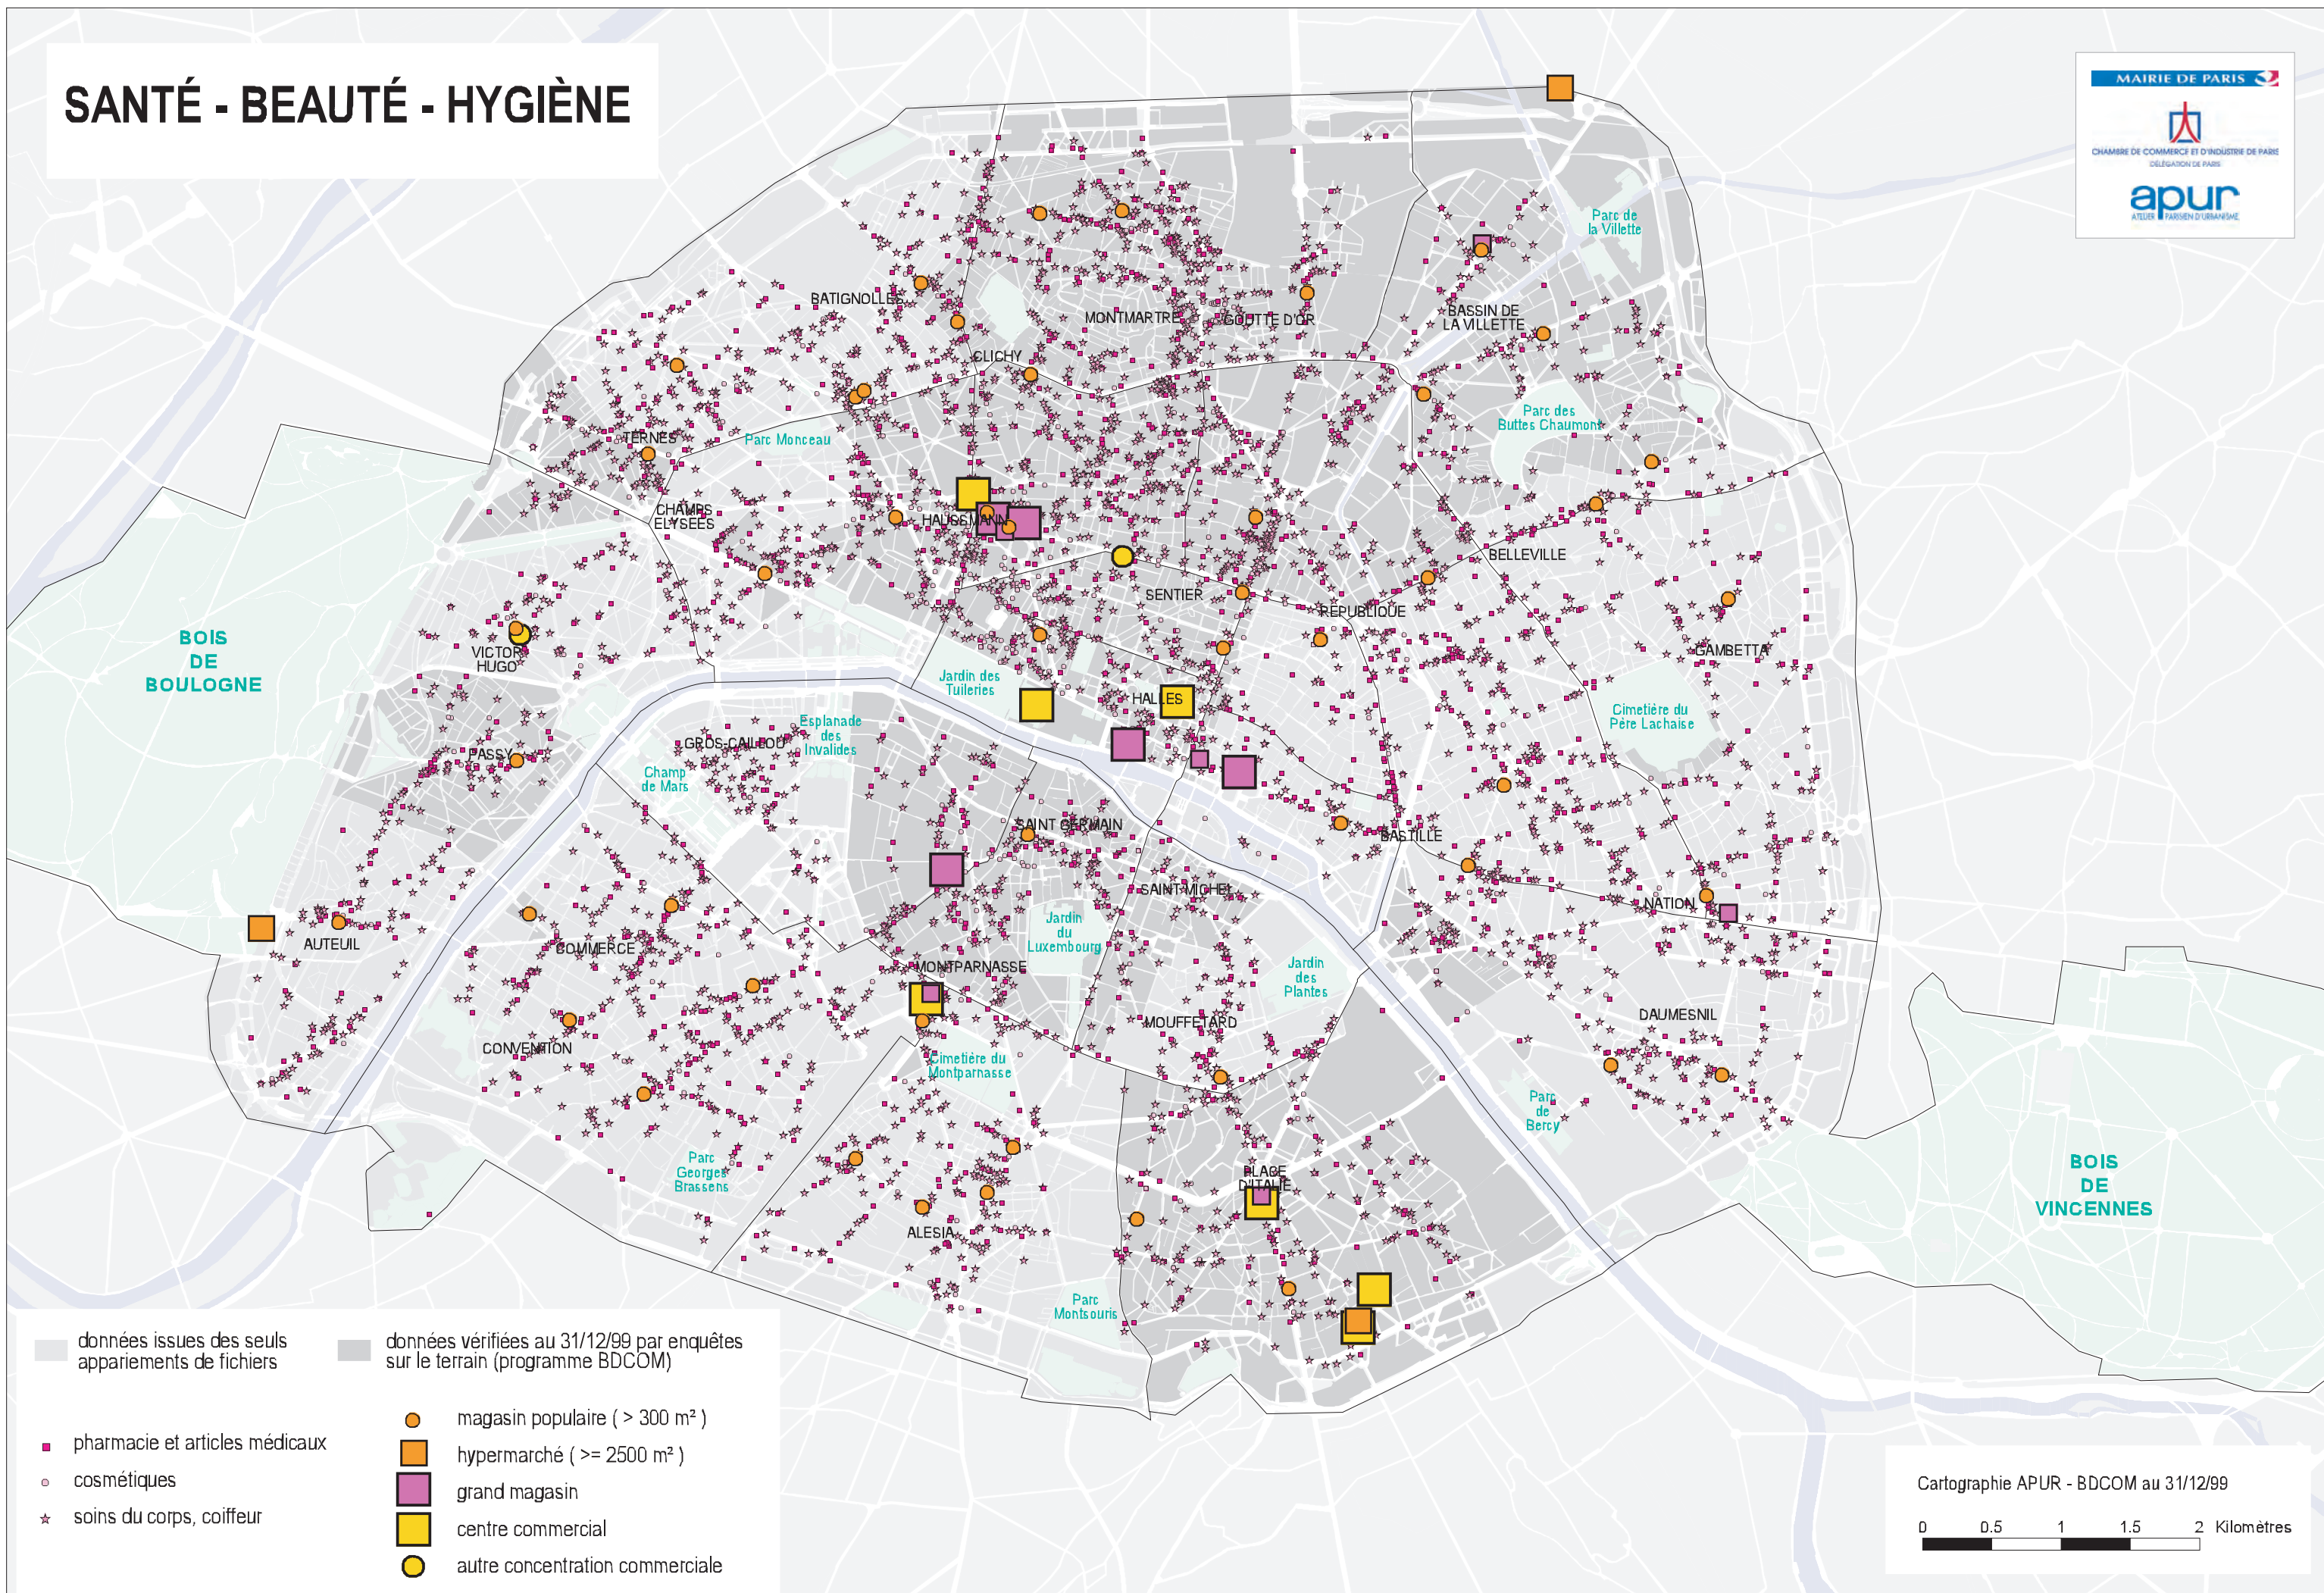 SANTÉ - BEAUTÉ - HYGIÈNE
MAIRIE DE PARIS
CHAMBRE DE COMMERCE ET D'INDUSTRIE DE PARIS
DÉLÉGATION DE PARIS
apur
ATELIER PARISIEN D'URBANISME
Parc de
la Villette
BATIGNOLLES
MONTMARTRE
GOUTTE D'OR
BASSIN DE
LA VILLETTE
CLICHY
Parc des
Buttes Chaumont
TERNES
Parc Monceau
CHAMPS
ELYSEES
HAUSSMANN
BELLEVILLE
SENTIER
REPUBLIQUE
BOIS
DE
BOULOGNE
VICTOR
HUGO
GAMBETTA
Jardin des
Tuileries
HALLES
Cimetière du
Père Lachaise
Esplanade
des
Invalides
GROS-CAILLOU
PASSY
Champ
de Mars
SAINT GERMAIN
BASTILLE
SAINT-MICHEL
NATION
Jardin
du
Luxembourg
AUTEUIL
COMMERCE
MONTPARNASSE
Jardin
des
Plantes
MOUFFETARD
DAUMESNIL
CONVENTION
Cimetière du
Montparnasse
Parc
de
Bercy
Parc
Georges
Brassens
PLACE
D'ITALIE
BOIS
DE
VINCENNES
ALESIA
Parc
Montsouris
données issues des seuls
appariements de fichiers
données vérifiées au 31/12/99 par enquêtes
sur le terrain (programme BDCOM)
pharmacie et articles médicaux
cosmétiques
soins du corps, coiffeur
magasin populaire ( > 300 m² )
hypermarché ( >= 2500 m² )
grand magasin
centre commercial
autre concentration commerciale
Cartographie APUR - BDCOM au 31/12/99
0 0.5 1 1.5 2 Kilomètres